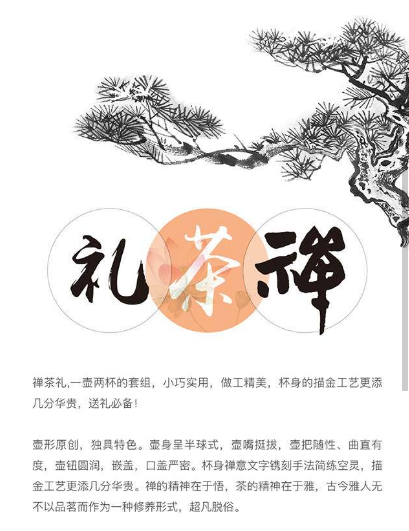 礼茶禅
禅茶礼,一壶两杯的套组，小巧实用，做工精美，杯身的描金工艺更添
几分华贵，送礼必备！
壶形原创，独具特色。壶身呈半球式，壶嘴挺拔，壶把随性、曲直有
度，壶钮圆润，嵌盖，口盖严密。杯身禅意文字镌刻手法简练空灵，描
金工艺更添几分华贵。禅的精神在于悟，茶的精神在于雅，古今雅人无
不以品茗而作为一种修养形式，超凡脱俗。